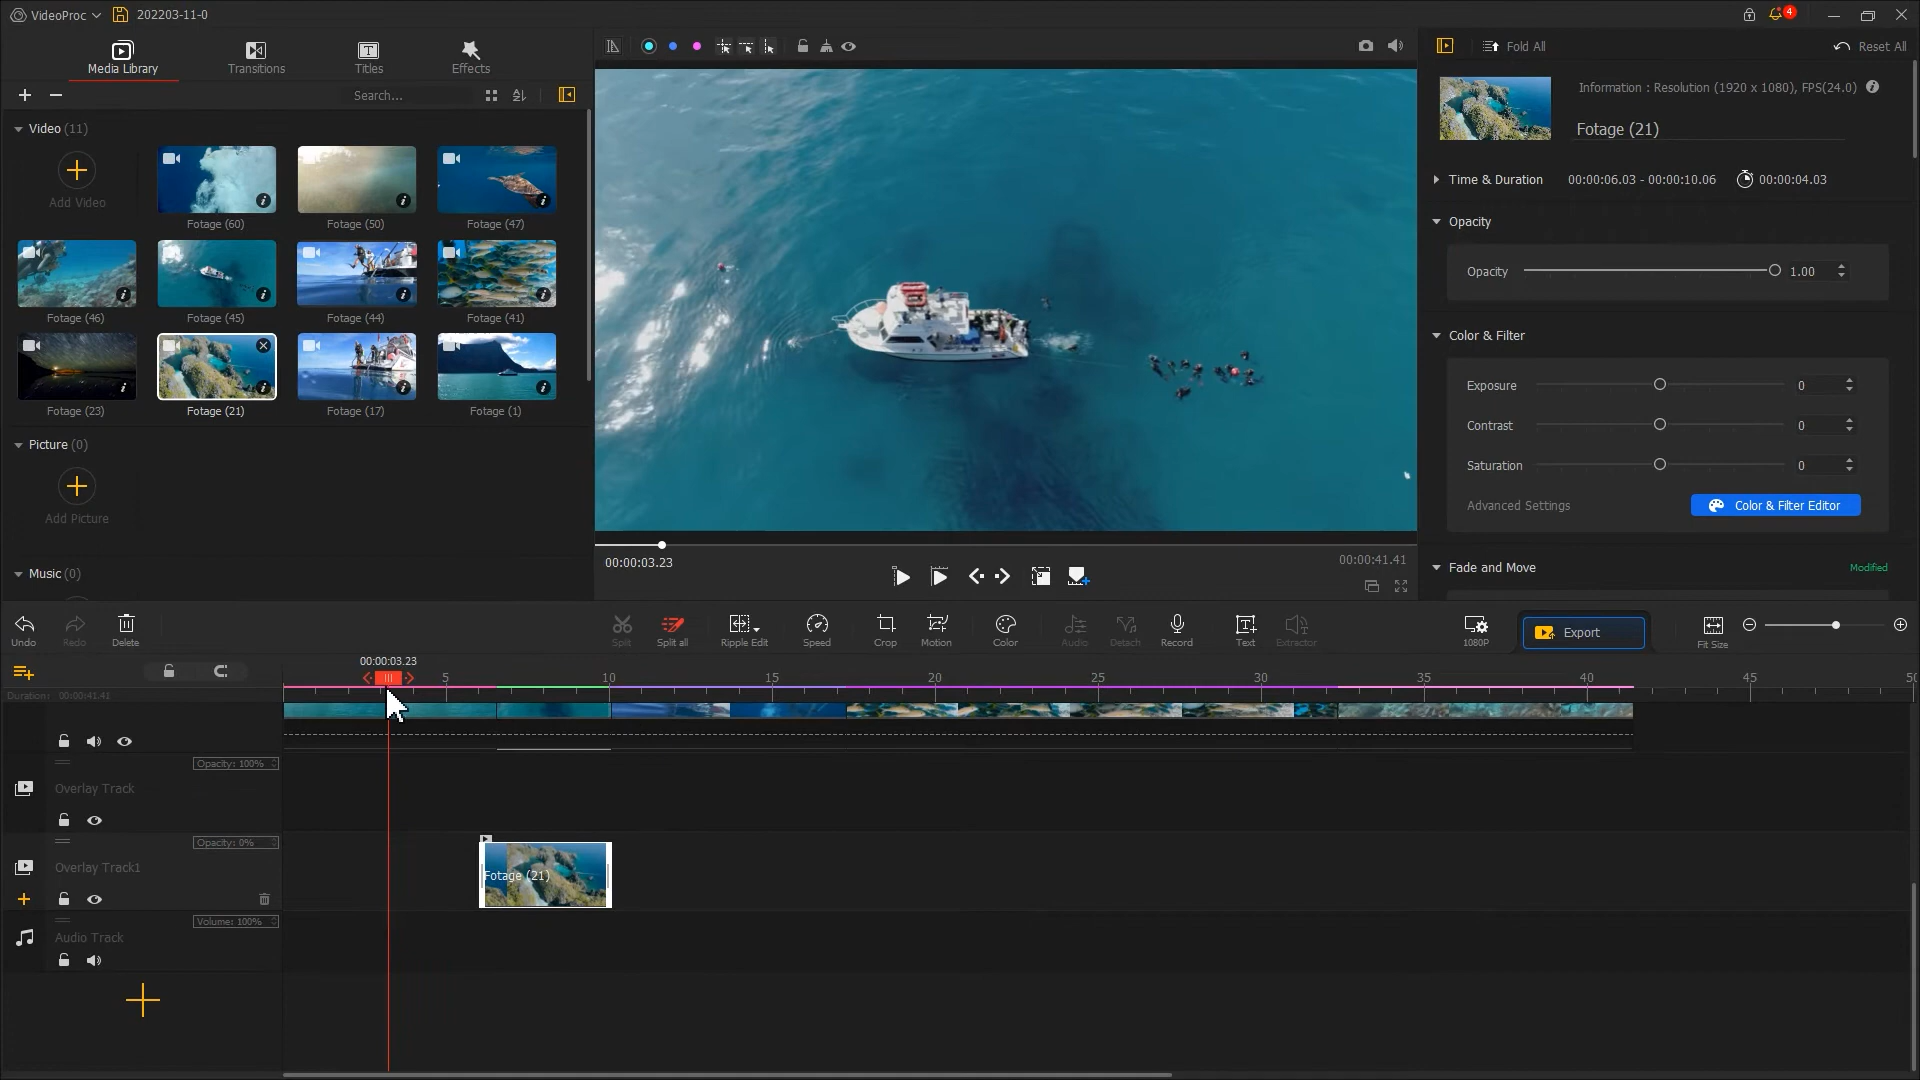 VideoProc
202203-11-0
4
Media Library
Transitions
Titles
Effects
Search...
Video (11)
Add Video
Fotage (60)
Fotage (50)
Fotage (47)
Fotage (46)
Fotage (45)
Fotage (44)
Fotage (41)
Fotage (23)
Fotage (21)
Fotage (17)
Fotage (1)
Picture (0)
Add Picture
Music (0)
00:00:03.23
00:00:41.41
Fold All
Reset All
Information : Resolution (1920 x 1080), FPS(24.0)
Fotage (21)
Time & Duration 00:00:06.03 - 00:00:10.06 00:00:04.03
Opacity
Opacity 1.00
Color & Filter
Exposure 0
Contrast 0
Saturation 0
Advanced Settings
Color & Filter Editor
Fade and Move
Modified
Undo
Redo
Delete
Split
Split all
Ripple Edit
Speed
Crop
Motion
Color
Audio
Detach
Record
Text
Extractor
1080P
Export
Fit Size
00:00:03.23
Duration: 00:00:41.41
5 10 15 20 25 30 35 40 45 50
Opacity: 100%
Overlay Track
Opacity: 0%
Overlay Track1
Fotage (21)
Volume: 100%
Audio Track